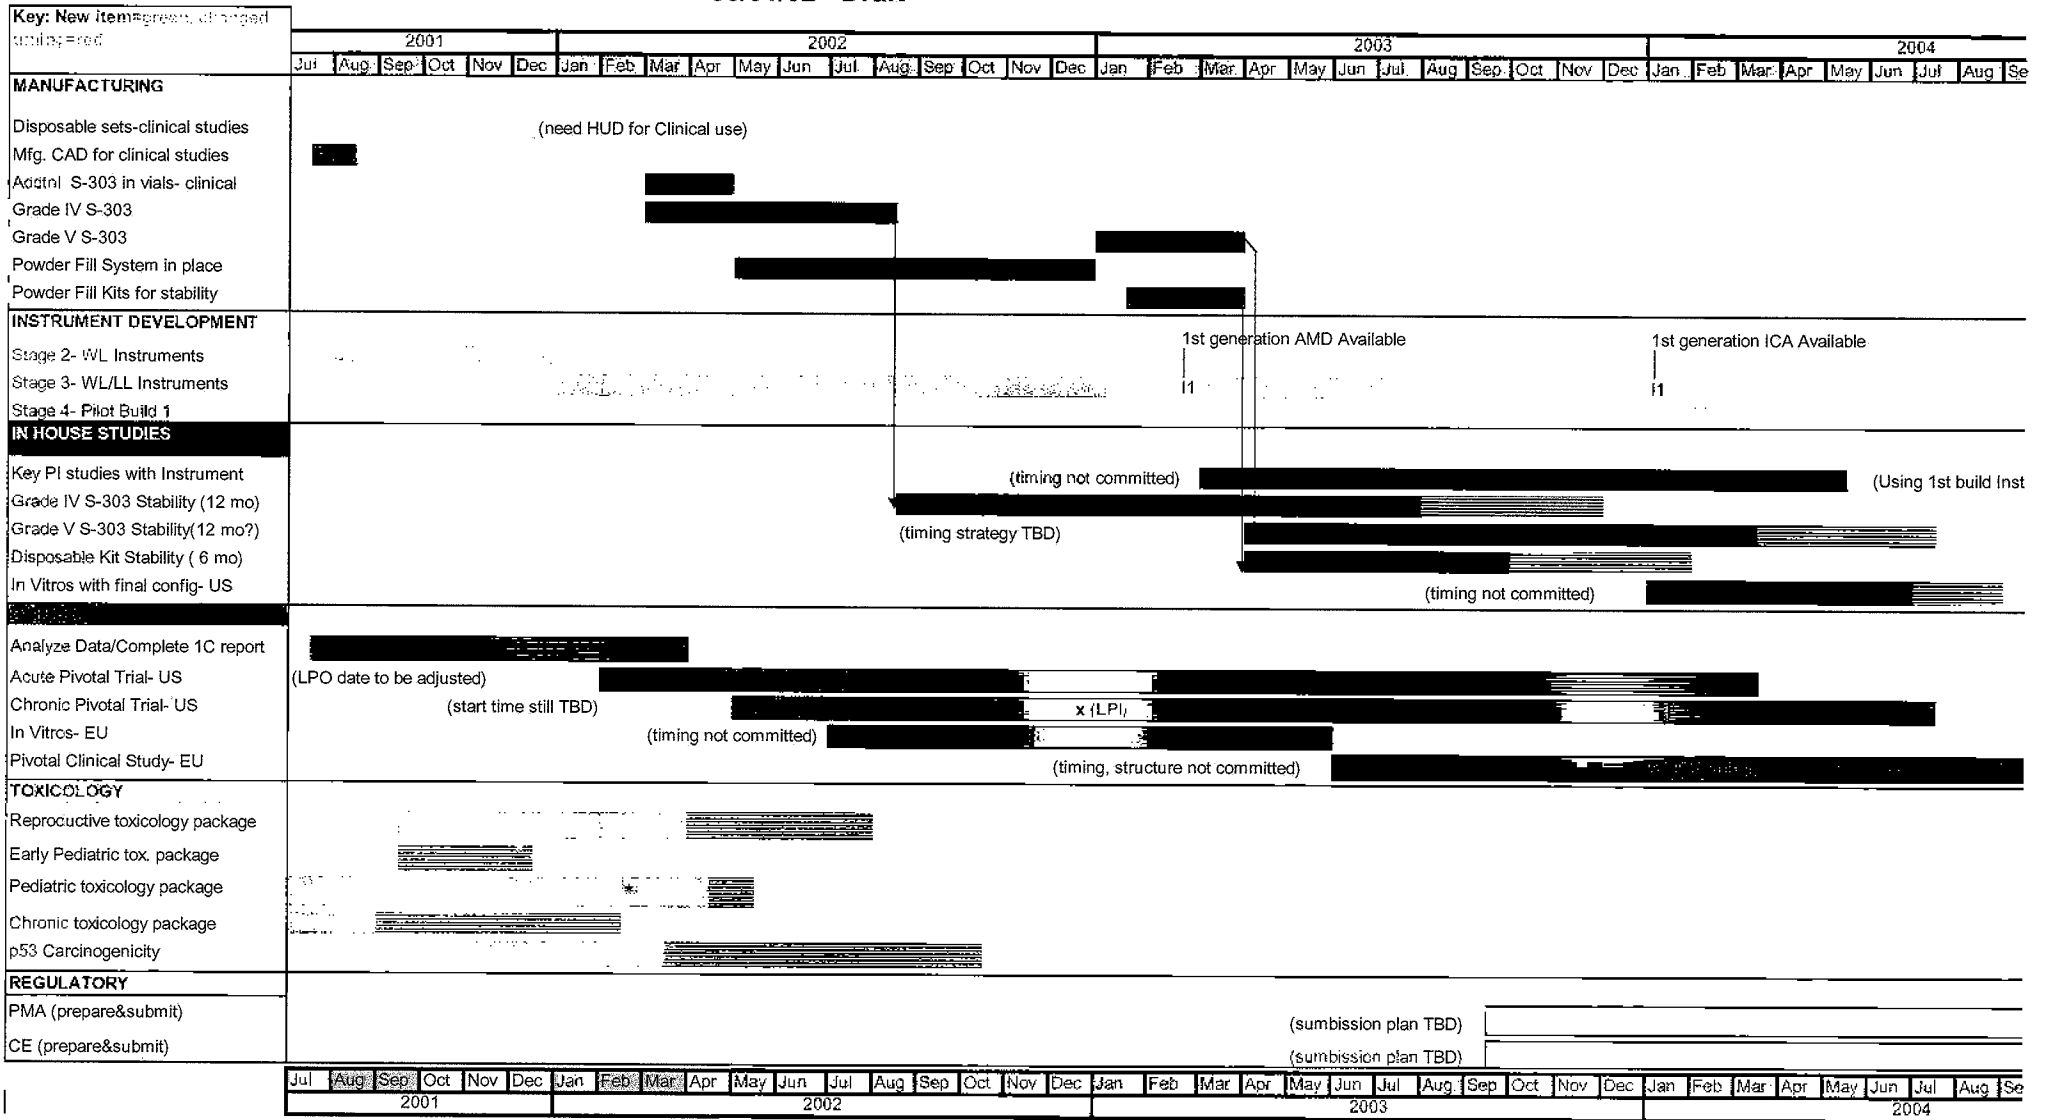 Key: New item=green, changed
timing=red
2001 2002 2003 2004
Jul Aug Sep Oct Nov Dec Jan Feb Mar Apr May Jun Jul Aug Sep Oct Nov Dec Jan Feb Mar Apr May Jun Jul Aug Sep Oct Nov Dec Jan Feb Mar Apr May Jun Jul Aug Se
MANUFACTURING
Disposable sets-clinical studies (need HUD for Clinical use)
Mfg. CAD for clinical studies
Addtnl S-303 in vials- clinical
Grade IV S-303
Grade V S-303
Powder Fill System in place
Powder Fill Kits for stability
INSTRUMENT DEVELOPMENT
1st generation AMD Available 1st generation ICA Available
Stage 2- WL Instruments
Stage 3- WL/LL Instruments
Stage 4- Pilot Build 1
IN HOUSE STUDIES
Key PI studies with Instrument (timing not committed) (Using 1st build Inst
Grade IV S-303 Stability (12 mo)
Grade V S-303 Stability(12 mo?) (timing strategy TBD)
Disposable Kit Stability ( 6 mo)
In Vitros with final config- US (timing not committed)
Analyze Data/Complete 1C report
Acute Pivotal Trial- US (LPO date to be adjusted)
Chronic Pivotal Trial- US (start time still TBD) x (LPI)
In Vitros- EU (timing not committed)
Pivotal Clinical Study- EU (timing, structure not committed)
TOXICOLOGY
Reproductive toxicology package
Early Pediatric tox. package
Pediatric toxicology package *
Chronic toxicology package
p53 Carcinogenicity
REGULATORY
PMA (prepare&submit) (sumbission plan TBD)
CE (prepare&submit) (sumbission plan TBD)
Jul Aug Sep Oct Nov Dec Jan Feb Mar Apr May Jun Jul Aug Sep Oct Nov Dec Jan Feb Mar Apr May Jun Jul Aug Sep Oct Nov Dec Jan Feb Mar Apr May Jun Jul Aug Se
2001 2002 2003 2004